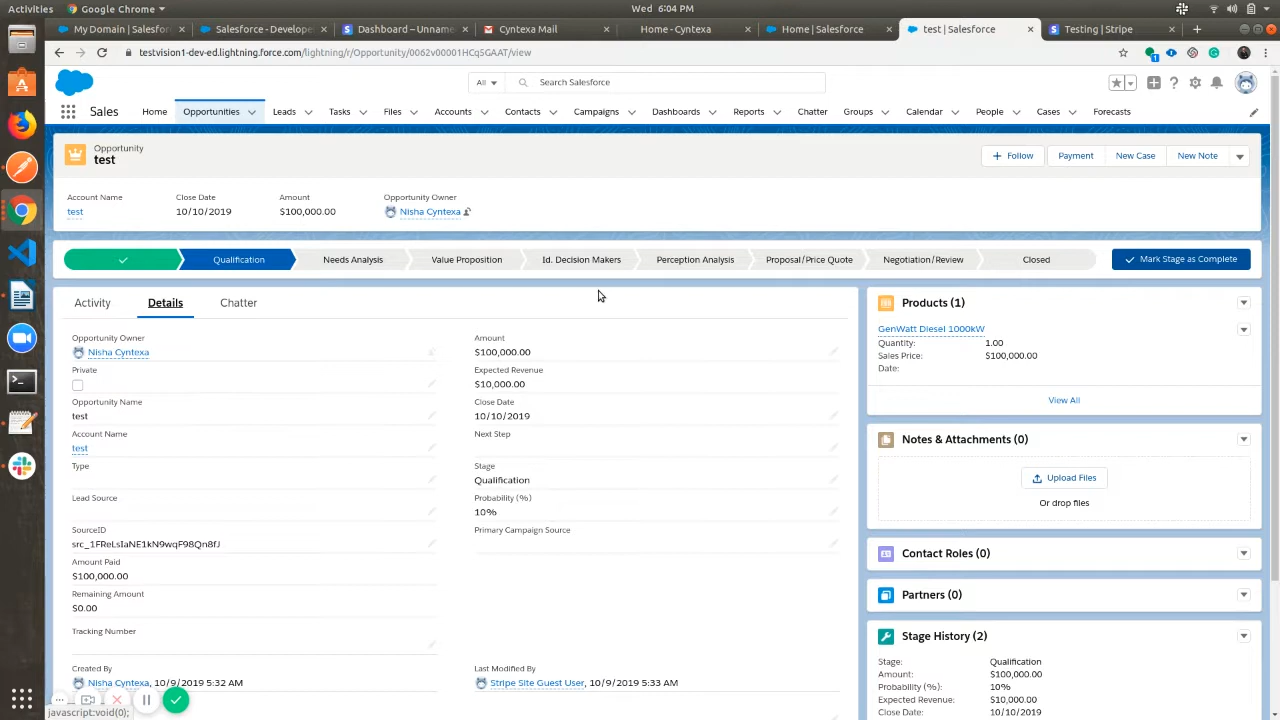 Activities
Google Chrome
Wed 6:04 PM
My Domain | Salesfor
Salesforce - Develope
Dashboard – Unname
Cyntexa Mail
Home - Cyntexa
Home | Salesforce
test | Salesforce
Testing | Stripe
testvision1-dev-ed.lightning.force.com/lightning/r/Opportunity/0062v00001HCq5GAAT/view
All
Search Salesforce
Sales
Home
Opportunities
Leads
Tasks
Files
Accounts
Contacts
Campaigns
Dashboards
Reports
Chatter
Groups
Calendar
People
Cases
Forecasts
Opportunity
test
+ Follow
Payment
New Case
New Note
Account Name
Close Date
Amount
Opportunity Owner
test
10/10/2019
$100,000.00
Nisha Cyntexa
Qualification
Needs Analysis
Value Proposition
Id. Decision Makers
Perception Analysis
Proposal/Price Quote
Negotiation/Review
Closed
Mark Stage as Complete
Activity
Details
Chatter
Opportunity Owner
Nisha Cyntexa
Private
Opportunity Name
test
Account Name
test
Type
Lead Source
SourceID
src_1FReLsIaNE1kN9wqF98Qn8fJ
Amount Paid
$100,000.00
Remaining Amount
$0.00
Tracking Number
Created By
Nisha Cyntexa, 10/9/2019 5:32 AM
Amount
$100,000.00
Expected Revenue
$10,000.00
Close Date
10/10/2019
Next Step
Stage
Qualification
Probability (%)
10%
Primary Campaign Source
Last Modified By
Stripe Site Guest User, 10/9/2019 5:33 AM
Products (1)
GenWatt Diesel 1000kW
Quantity: 1.00
Sales Price: $100,000.00
Date:
View All
Notes & Attachments (0)
Upload Files
Or drop files
Contact Roles (0)
Partners (0)
Stage History (2)
Stage: Qualification
Amount: $100,000.00
Probability (%): 10%
Expected Revenue: $10,000.00
Close Date: 10/10/2019
javascript:void(0);